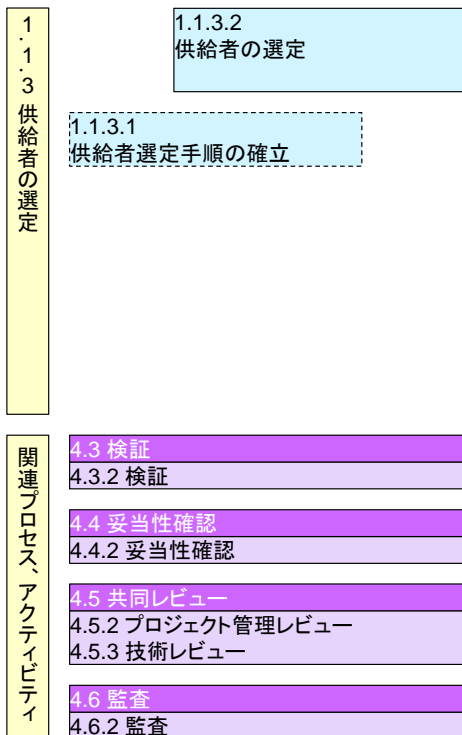 1.1.3 供給者の選定
1.1.3.2
供給者の選定
1.1.3.1
供給者選定手順の確立
関連プロセス、アクティビティ
4.3 検証
4.3.2 検証
4.4 妥当性確認
4.4.2 妥当性確認
4.5 共同レビュー
4.5.2 プロジェクト管理レビュー
4.5.3 技術レビュー
4.6 監査
4.6.2 監査